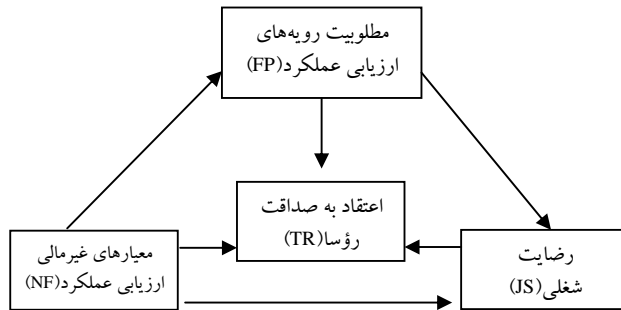 مطلوبیت رویه‌های
ارزیابی عملکرد(FP)
اعتقاد به صداقت
رؤسا(TR)
رضایت
شغلی(JS)
معیارهای غیرمالی
ارزیابی عملکرد(NF)